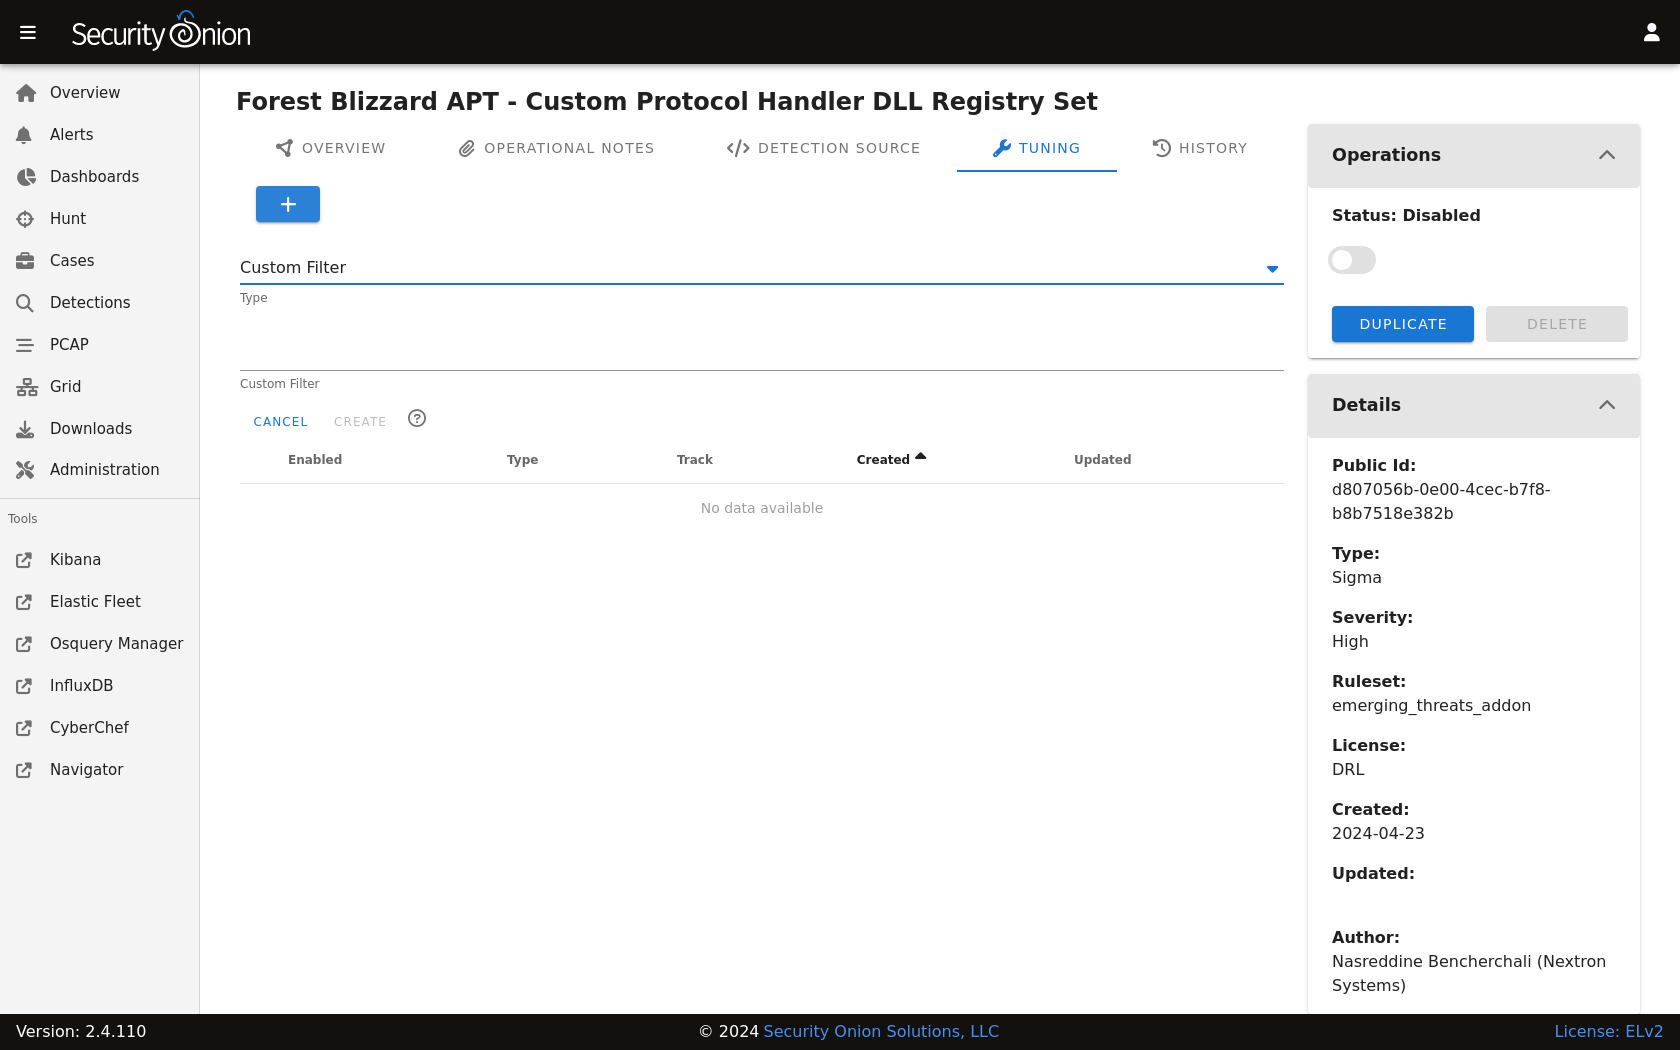 Security Onion
Overview
Alerts
Dashboards
Hunt
Cases
Detections
PCAP
Grid
Downloads
Administration
Tools
Kibana
Elastic Fleet
Osquery Manager
InfluxDB
CyberChef
Navigator
Forest Blizzard APT - Custom Protocol Handler DLL Registry Set
OVERVIEW OPERATIONAL NOTES DETECTION SOURCE TUNING HISTORY
+
Custom Filter
Type
Custom Filter
CANCEL CREATE ?
Enabled Type Track Created Updated
No data available
Operations
Status: Disabled
DUPLICATE DELETE
Details
Public Id:
d807056b-0e00-4cec-b7f8-
b8b7518e382b
Type:
Sigma
Severity:
High
Ruleset:
emerging_threats_addon
License:
DRL
Created:
2024-04-23
Updated:
Author:
Nasreddine Bencherchali (Nextron
Systems)
Version: 2.4.110 © 2024 Security Onion Solutions, LLC License: ELv2